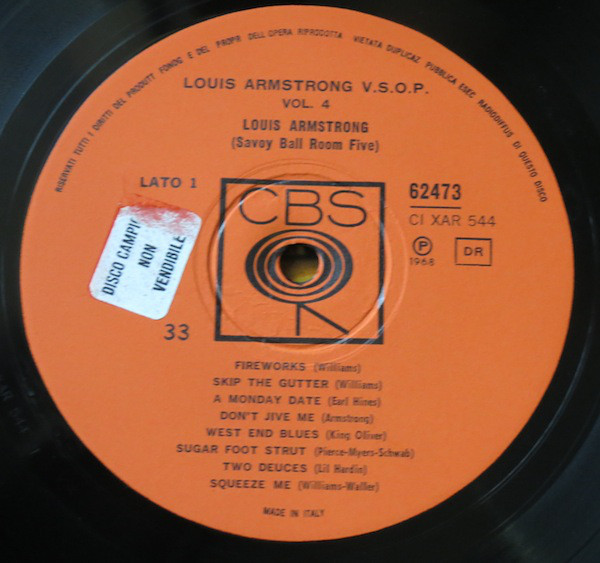 RISERVATI TUTTI I DIRITTI DEL PRODUTT FONOG E DEL PROPR DELL'OPERA RIPRODOTTA VIETATA DUPLICAZ PUBBLICA ESEC RADIODIFFUS DI QUESTO DISCO
LOUIS ARMSTRONG V.S.O.P.
VOL. 4
LOUIS ARMSTRONG
(Savoy Ball Room Five)
LATO 1
62473
CI XAR 544
CBS
P
1968
DR
DISCO CAMPI
NON
VENDIBILE
33
FIREWORKS (Williams)
SKIP THE GUTTER (Williams)
A MONDAY DATE (Earl Hines)
DON'T JIVE ME (Armstrong)
WEST END BLUES (King Oliver)
SUGAR FOOT STRUT (Pierce-Myers-Schwab)
TWO DEUCES (Lil Hardin)
SQUEEZE ME (Williams-Waller)
MADE IN ITALY